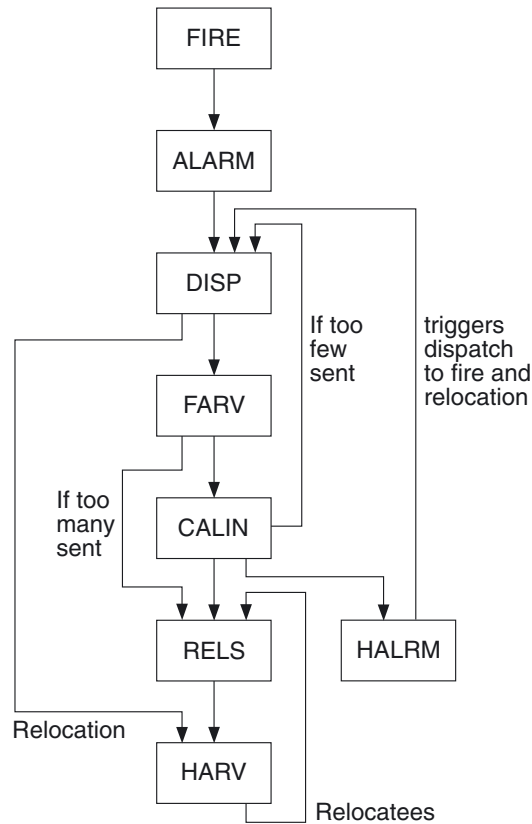 FIRE
ALARM
DISP
If too
few
sent
triggers
dispatch
to fire and
relocation
FARV
If too
many
sent
CALIN
RELS
HALRM
Relocation
HARV
Relocatees